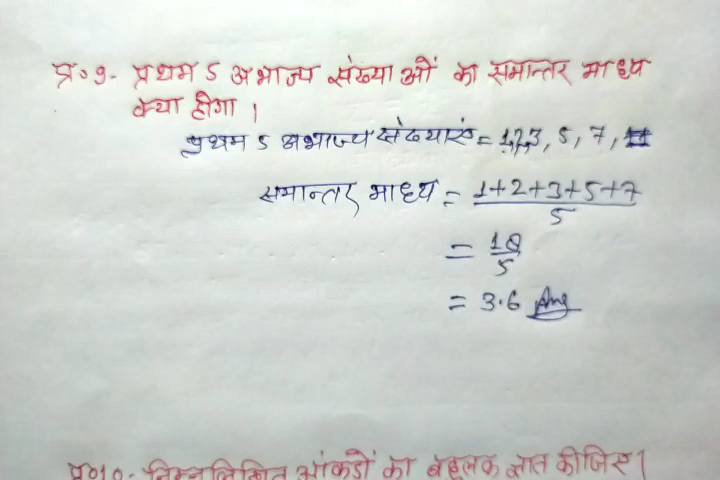 प्र०9- प्रथम 5 अभाज्य संख्याओं का समान्तर माध्य
क्या होगा ।
प्रथम 5 अभाज्य संख्याएं = 1,2,3, 5, 7,
समान्तर माध्य = 1+2+3+5+7
5
= 18
5
= 3.6 Ans
प्र०10- निम्नलिखित आंकडों का बहुलक ज्ञात कीजिए।